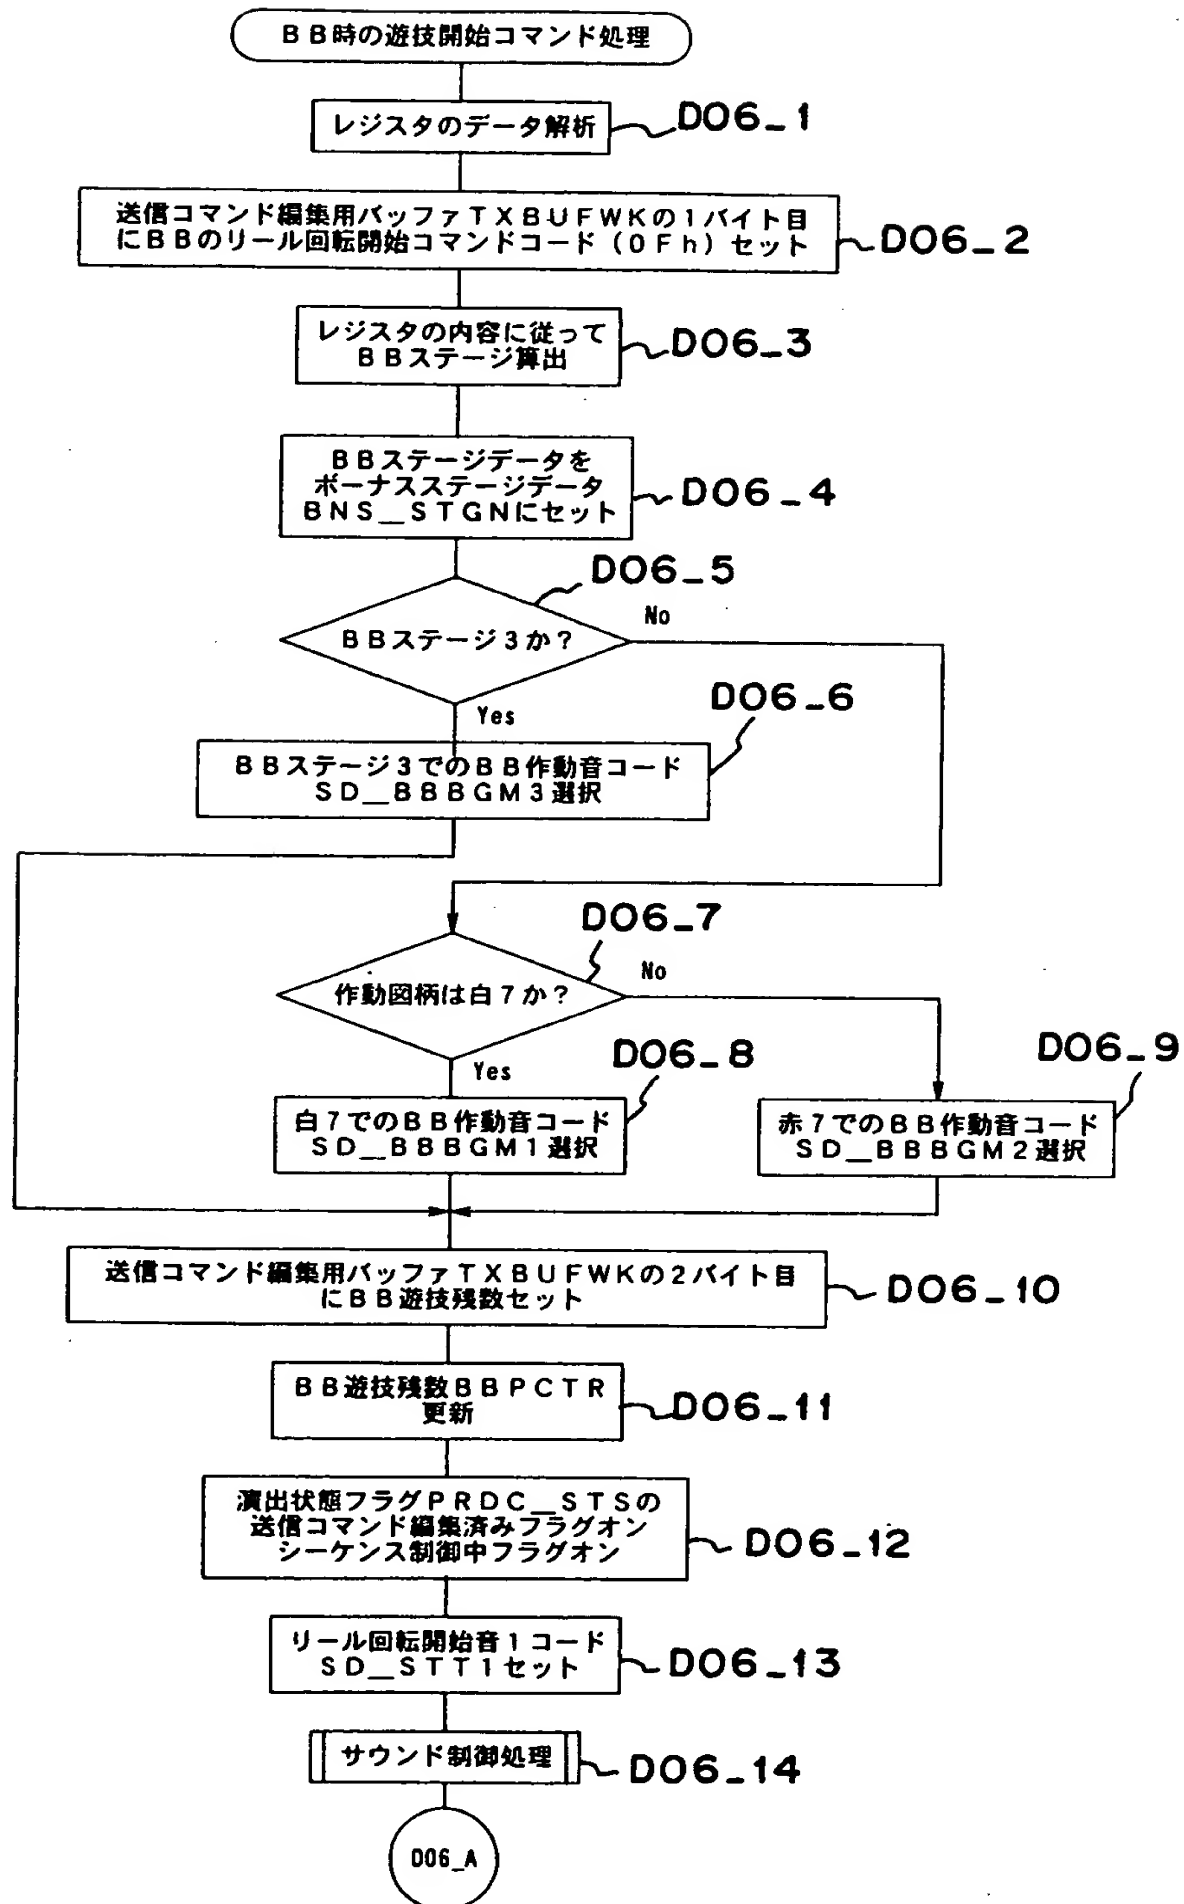 BB時の遊技開始コマンド処理
レジスタのデータ解析
D06_1
送信コマンド編集用バッファTXBUFWKの1バイト目
にBBのリール回転開始コマンドコード(0Fh)セット
D06_2
レジスタの内容に従って
BBステージ算出
D06_3
BBステージデータを
ボーナスステージデータ
BNS__STGNにセット
D06_4
D06_5
BBステージ3か?
No
Yes
D06_6
BBステージ3でのBB作動音コード
SD__BBBGM3選択
D06_7
作動図柄は白7か?
No
Yes
D06_8
D06_9
白7でのBB作動音コード
SD__BBBGM1選択
赤7でのBB作動音コード
SD__BBBGM2選択
送信コマンド編集用バッファTXBUFWKの2バイト目
にBB遊技残数セット
D06_10
BB遊技残数BBPCTR
更新
D06_11
演出状態フラグPRDC__STSの
送信コマンド編集済みフラグオン
シーケンス制御中フラグオン
D06_12
リール回転開始音1コード
SD__STT1セット
D06_13
サウンド制御処理
D06_14
D06_A